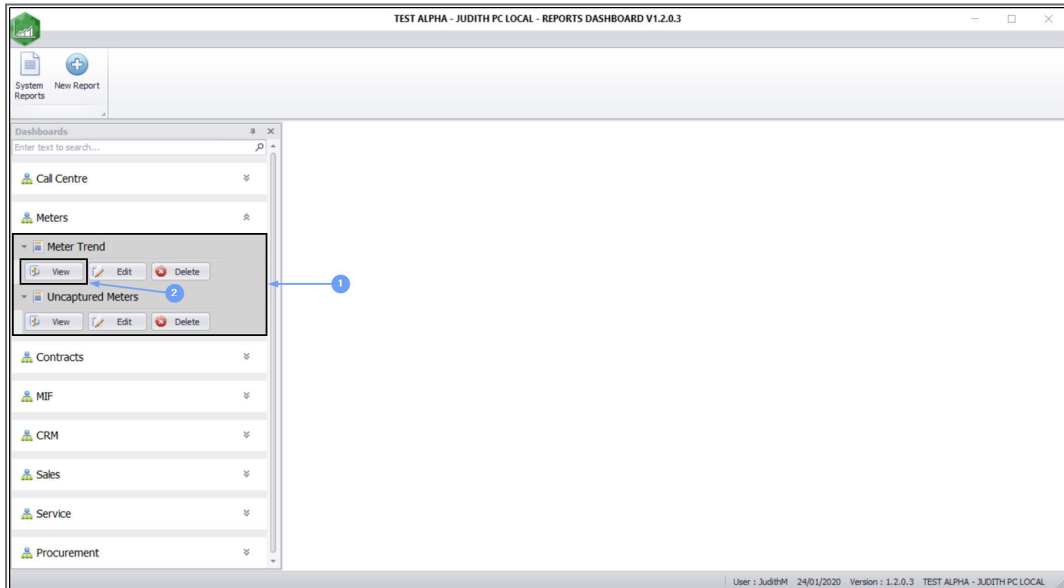 TEST ALPHA - JUDITH PC LOCAL - REPORTS DASHBOARD V1.2.0.3
System Reports
New Report
Dashboards
Enter text to search...
Call Centre
Meters
Meter Trend
View Edit Delete
1
2
Uncaptured Meters
View Edit Delete
Contracts
MIF
CRM
Sales
Service
Procurement
User : JudithM 24/01/2020 Version : 1.2.0.3 TEST ALPHA - JUDITH PC LOCAL